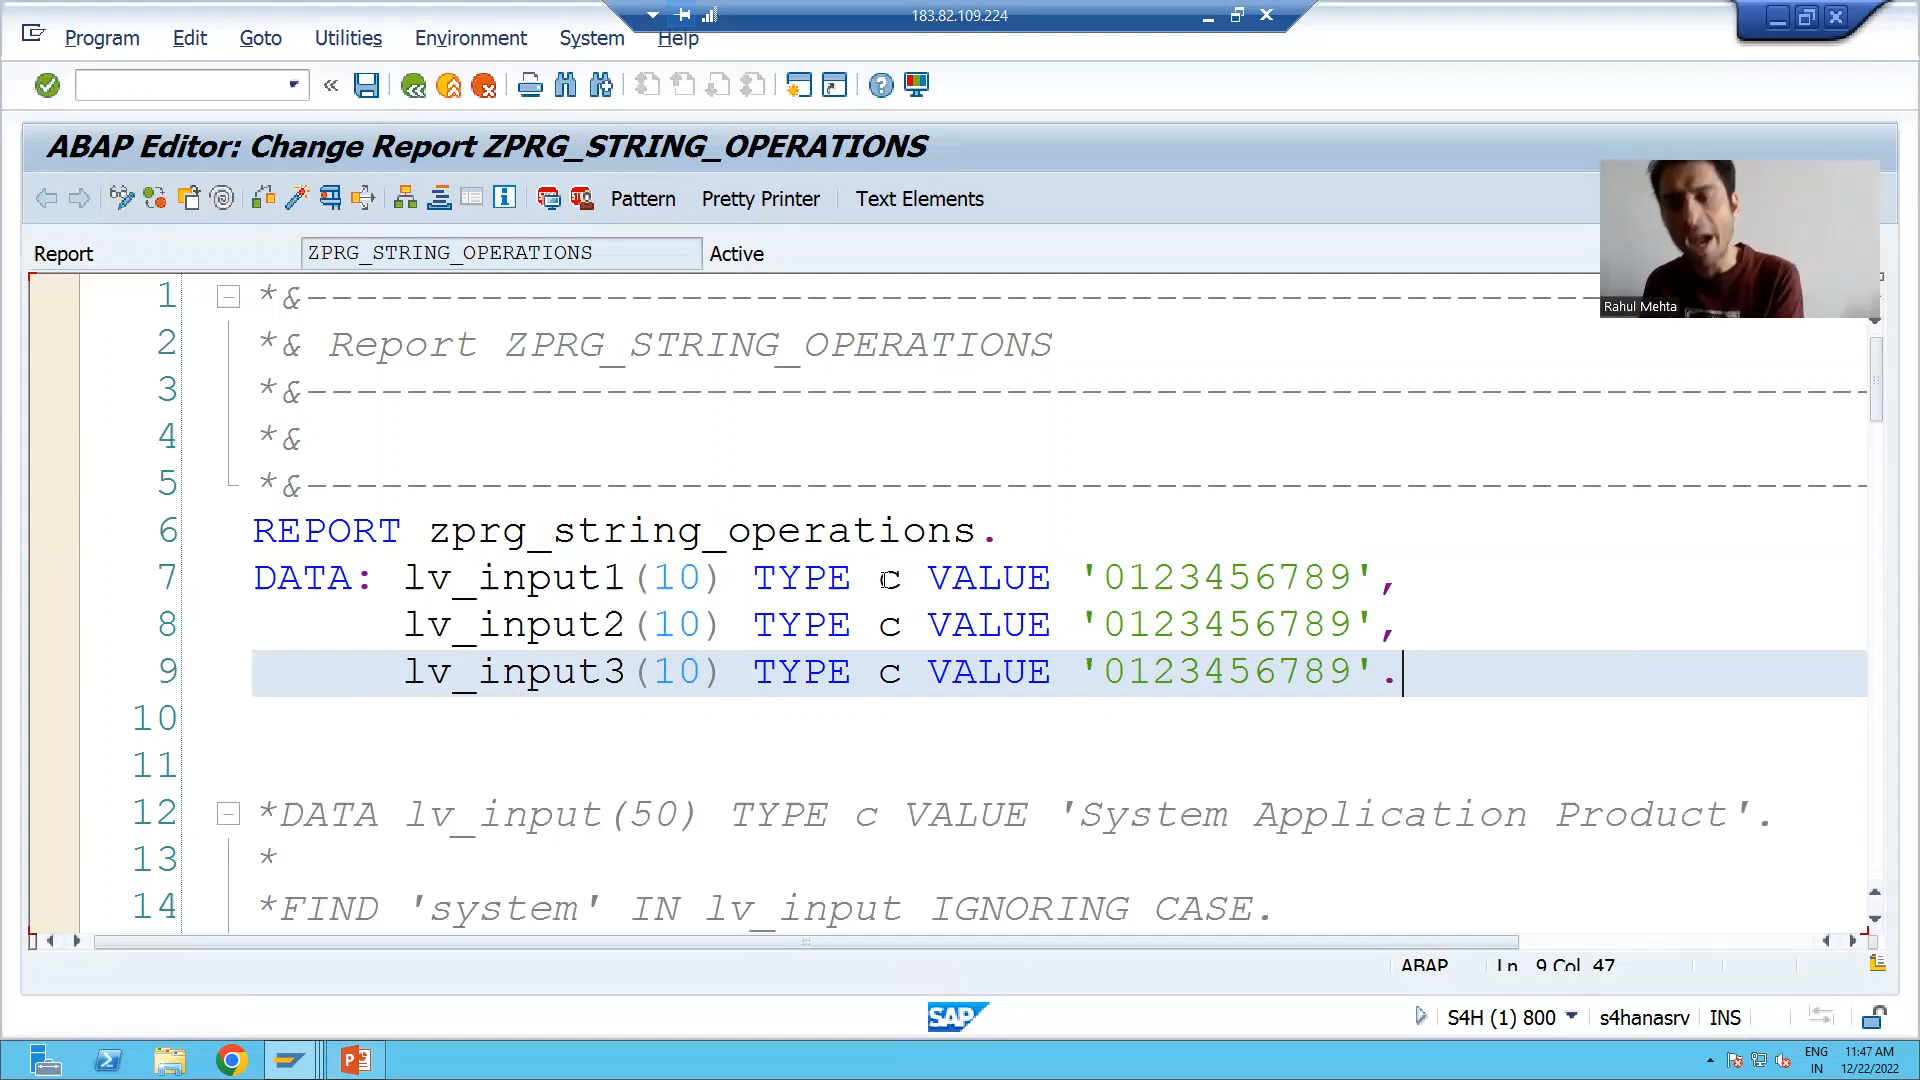 183.82.109.224
Program Edit Goto Utilities Environment System Help
ABAP Editor: Change Report ZPRG_STRING_OPERATIONS
Pattern Pretty Printer Text Elements
Report ZPRG_STRING_OPERATIONS Active
Rahul Mehta
1 *&---------------------------------------------------------------
2 *& Report ZPRG_STRING_OPERATIONS
3 *&---------------------------------------------------------------
4 *&
5 *&---------------------------------------------------------------
6 REPORT zprg_string_operations.
7 DATA: lv_input1(10) TYPE c VALUE '0123456789',
8 lv_input2(10) TYPE c VALUE '0123456789',
9 lv_input3(10) TYPE c VALUE '0123456789'.
10
11
12 *DATA lv_input(50) TYPE c VALUE 'System Application Product'.
13 *
14 *FIND 'system' IN lv_input IGNORING CASE.
ABAP Ln 9 Col 47
SAP S4H (1) 800 s4hanasrv INS
ENG 11:47 AM
IN 12/22/2022